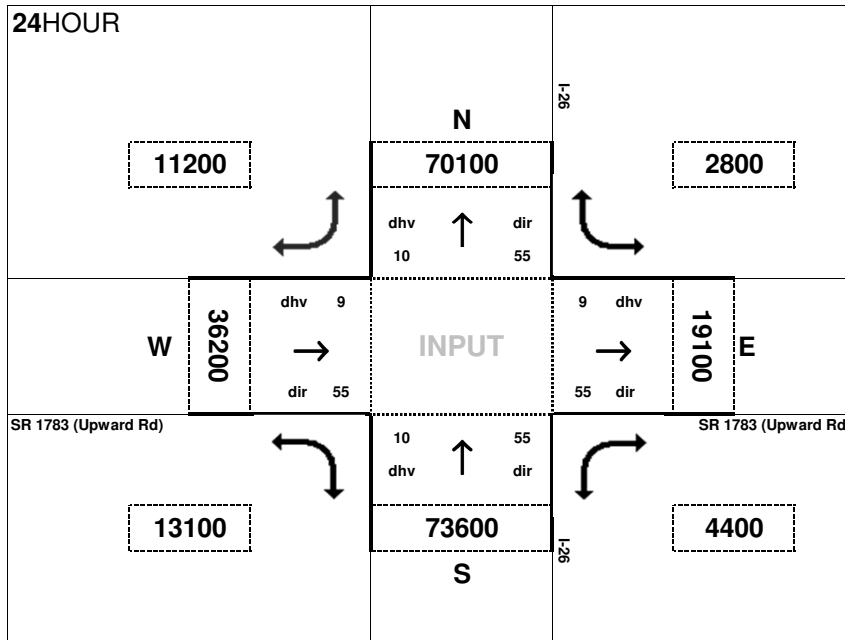 24HOUR
I-26
N
11200
70100
2800
dhv
dir
10
55
dhv
9
9
dhv
W
36200
INPUT
19100
E
dir
55
55
dir
SR 1783 (Upward Rd)
SR 1783 (Upward Rd
10
55
dhv
dir
13100
73600
4400
I-26
S